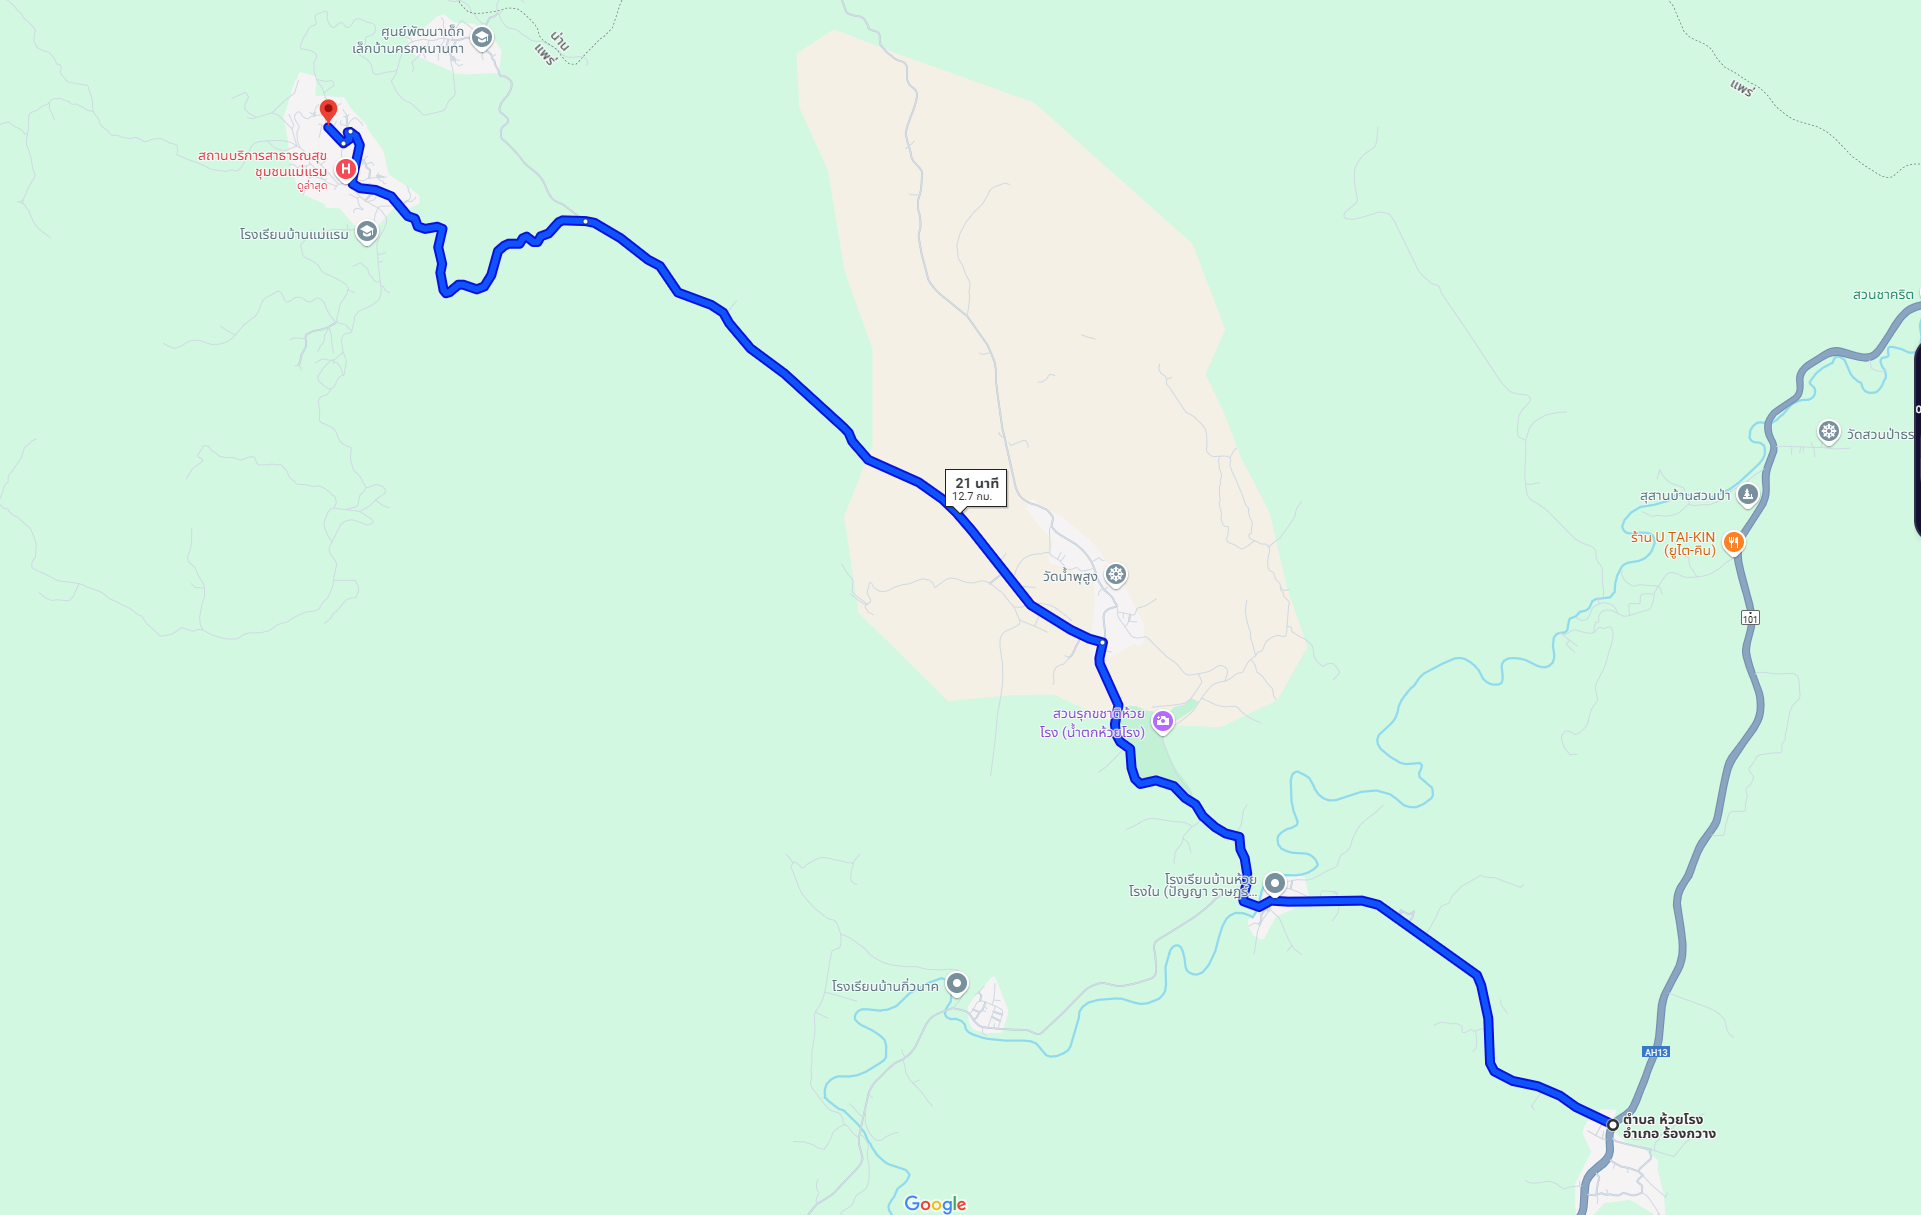 ศูนย์พัฒนาเด็ก
เล็กบ้านครกหนานทา
น่าน
แพร่
แพร่
สถานบริการสาธารณสุข
ชุมชนแม่แรม
ดูล่าสุด
โรงเรียนบ้านแม่แรม
สวนชาคริต
วัดสวนป่าธร
21 นาที
12.7 กม.
สุสานบ้านสวนป่า
ร้าน U TAI-KIN
(ยูไต-คิน)
วัดน้ำพุสูง
101
สวนรุกขชาติห้วย
โรง (น้ำตกห้วยโรง)
โรงเรียนบ้านห้วย
โรงใน (ปัญญา ราษฎร์...
โรงเรียนบ้านกิ่วนาค
AH13
ตำบล ห้วยโรง
อำเภอ ร้องกวาง
Google